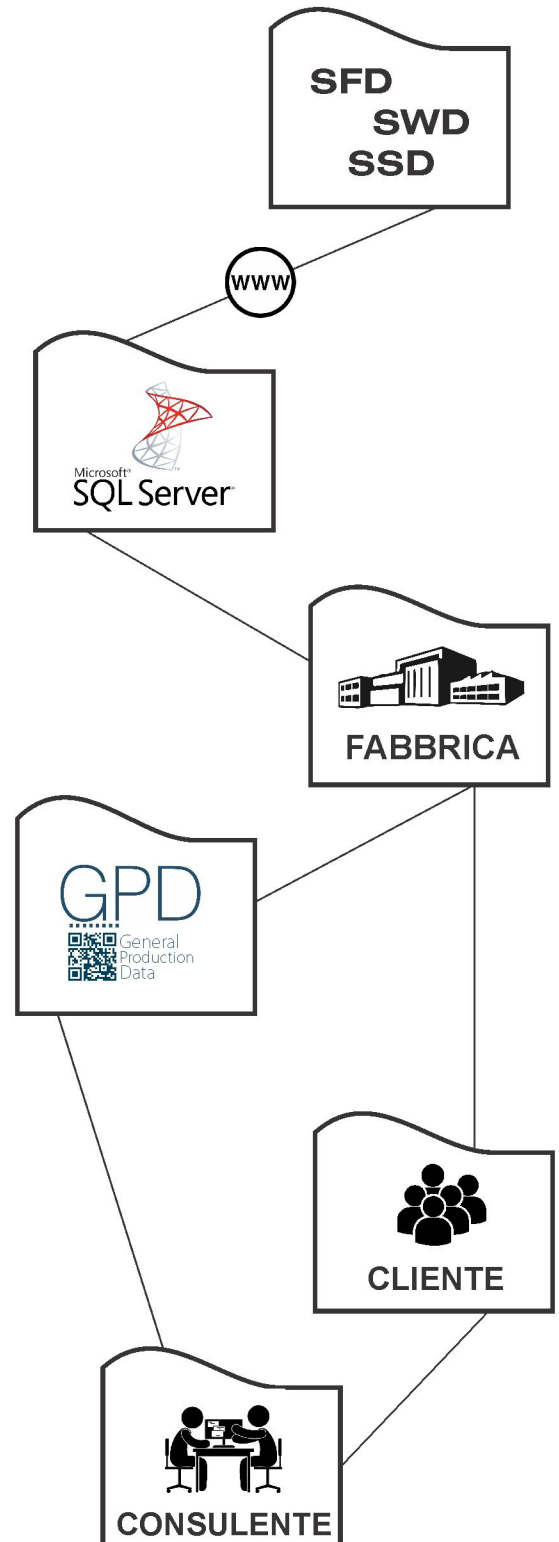 SFD
SWD
SSD
WWW
Microsoft®
SQL Server
FABBRICA
GPD
General
Production
Data
CLIENTE
CONSULENTE